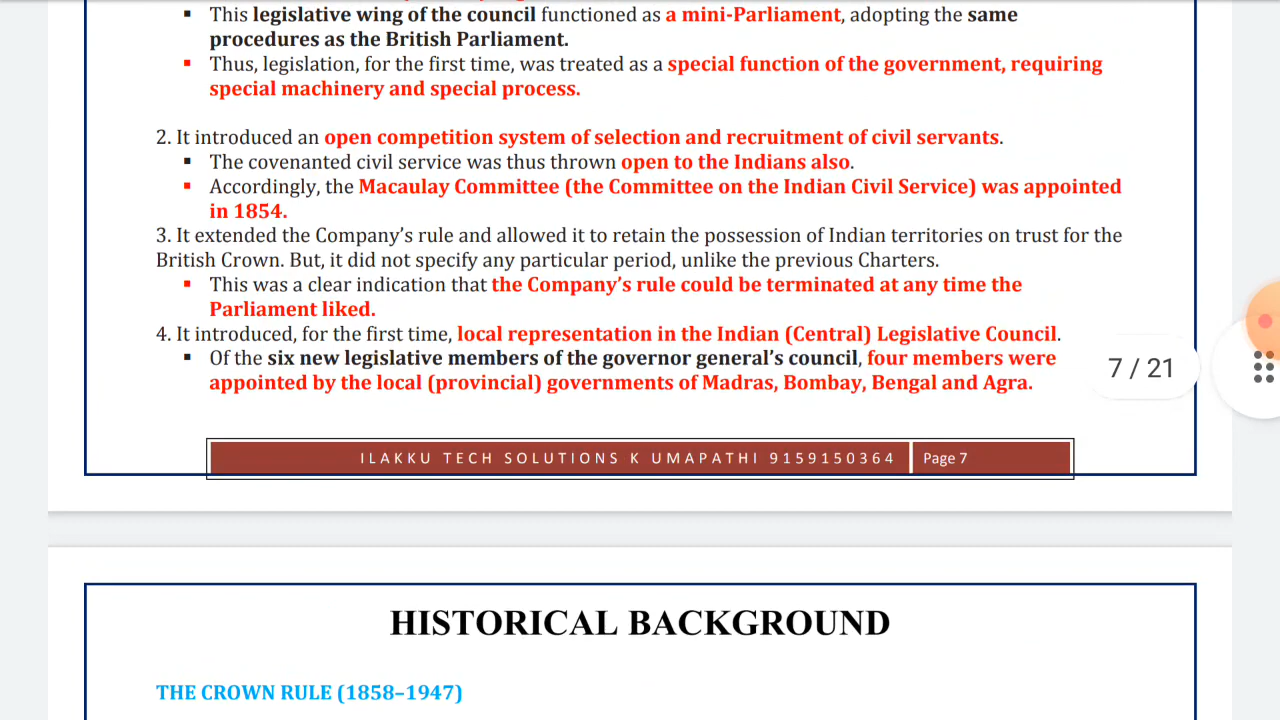 ▪ This legislative wing of the council functioned as a mini-Parliament, adopting the same
procedures as the British Parliament.
▪ Thus, legislation, for the first time, was treated as a special function of the government, requiring
special machinery and special process.
2. It introduced an open competition system of selection and recruitment of civil servants.
▪ The covenanted civil service was thus thrown open to the Indians also.
▪ Accordingly, the Macaulay Committee (the Committee on the Indian Civil Service) was appointed
in 1854.
3. It extended the Company’s rule and allowed it to retain the possession of Indian territories on trust for the
British Crown. But, it did not specify any particular period, unlike the previous Charters.
▪ This was a clear indication that the Company’s rule could be terminated at any time the
Parliament liked.
4. It introduced, for the first time, local representation in the Indian (Central) Legislative Council.
▪ Of the six new legislative members of the governor general’s council, four members were
appointed by the local (provincial) governments of Madras, Bombay, Bengal and Agra.
7 / 21
ILAKKU TECH SOLUTIONS K UMAPATHI 9159150364 Page 7
HISTORICAL BACKGROUND
THE CROWN RULE (1858–1947)